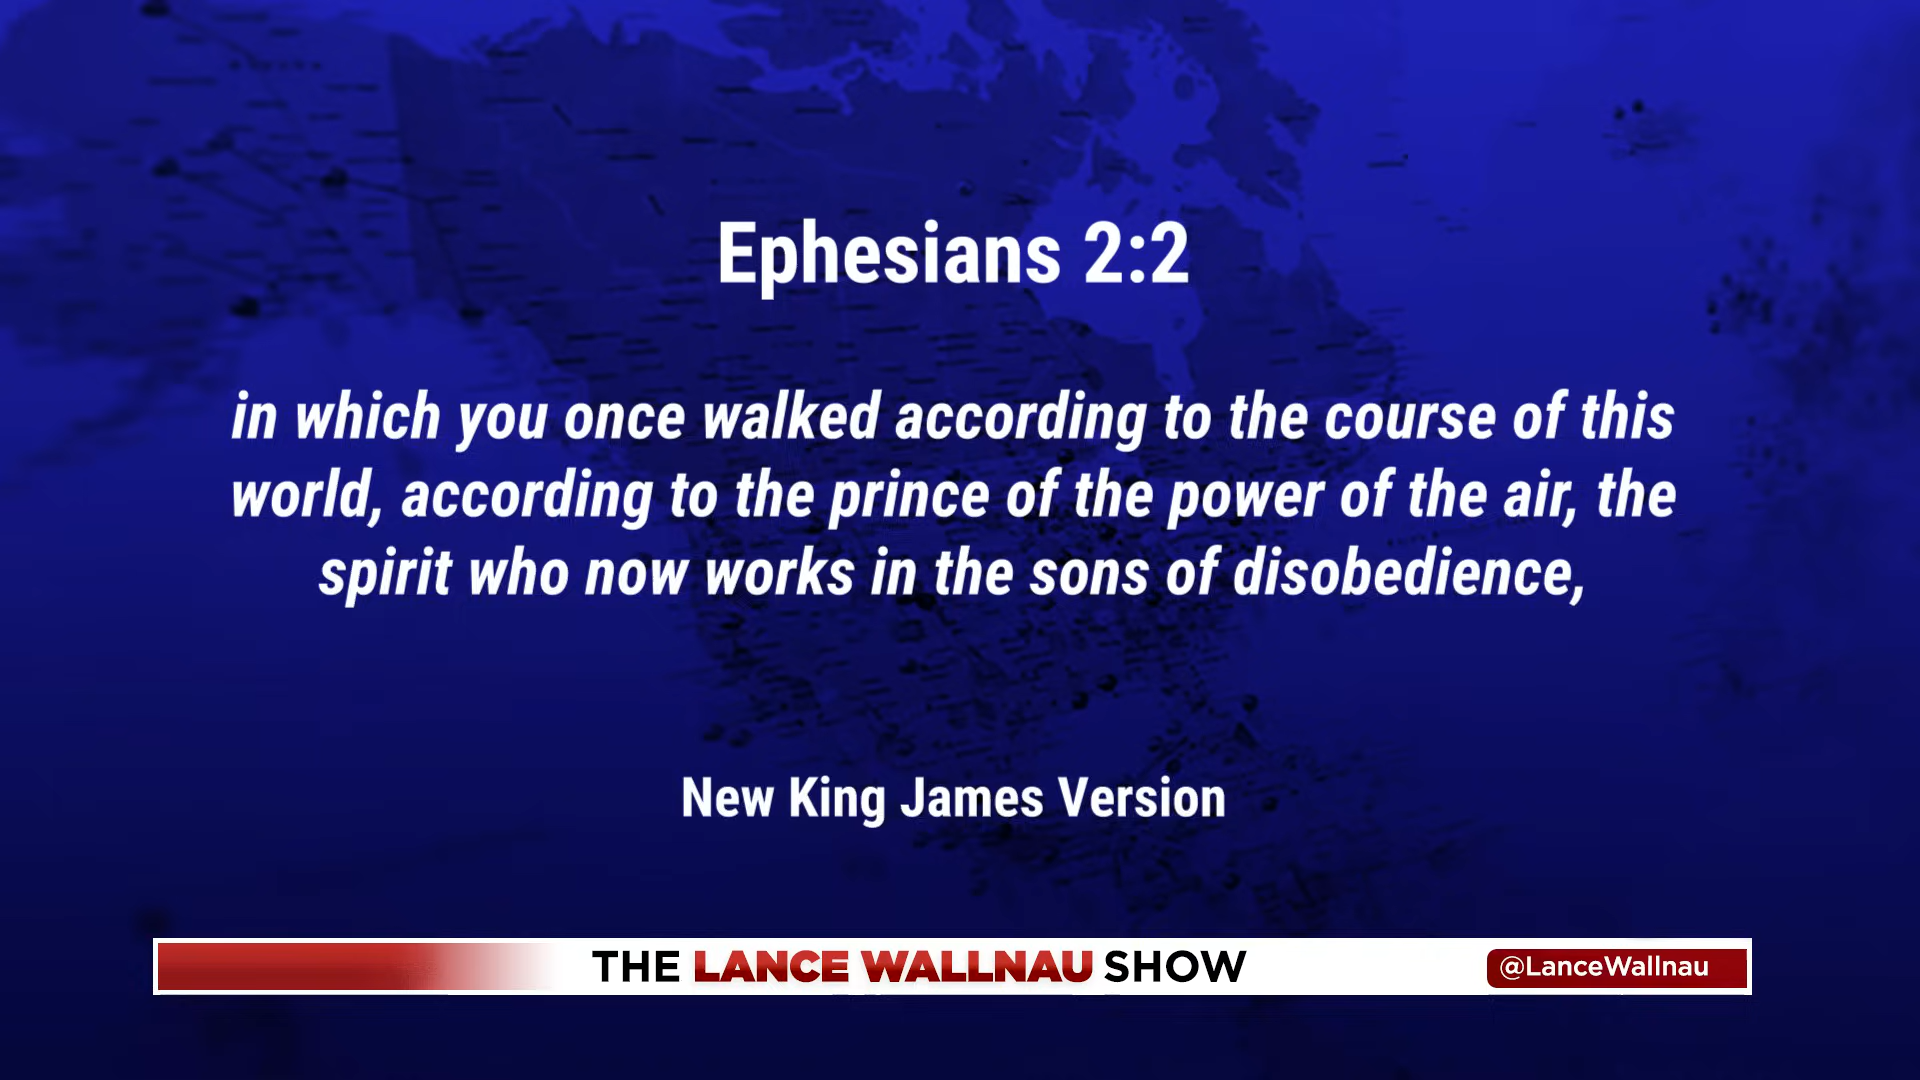 Ephesians 2:2
in which you once walked according to the course of this
world, according to the prince of the power of the air, the
spirit who now works in the sons of disobedience,
New King James Version
THE LANCE WALLNAU SHOW
@LanceWallnau